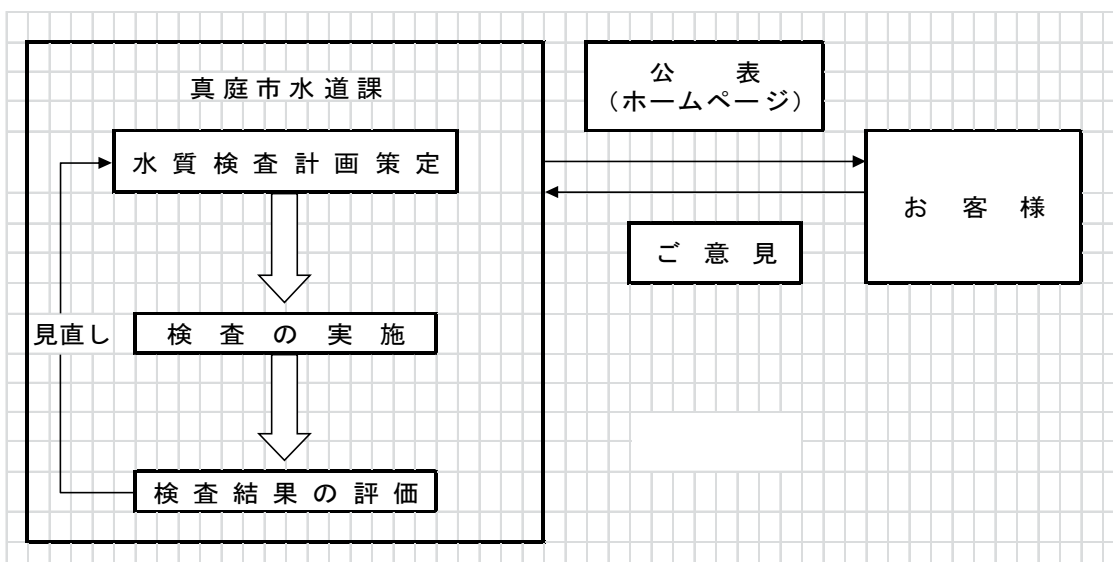 真庭市水道課
水質検査計画策定
見直し
検査の実施
検査結果の評価
公表
（ホームページ）
ご意見
お客様